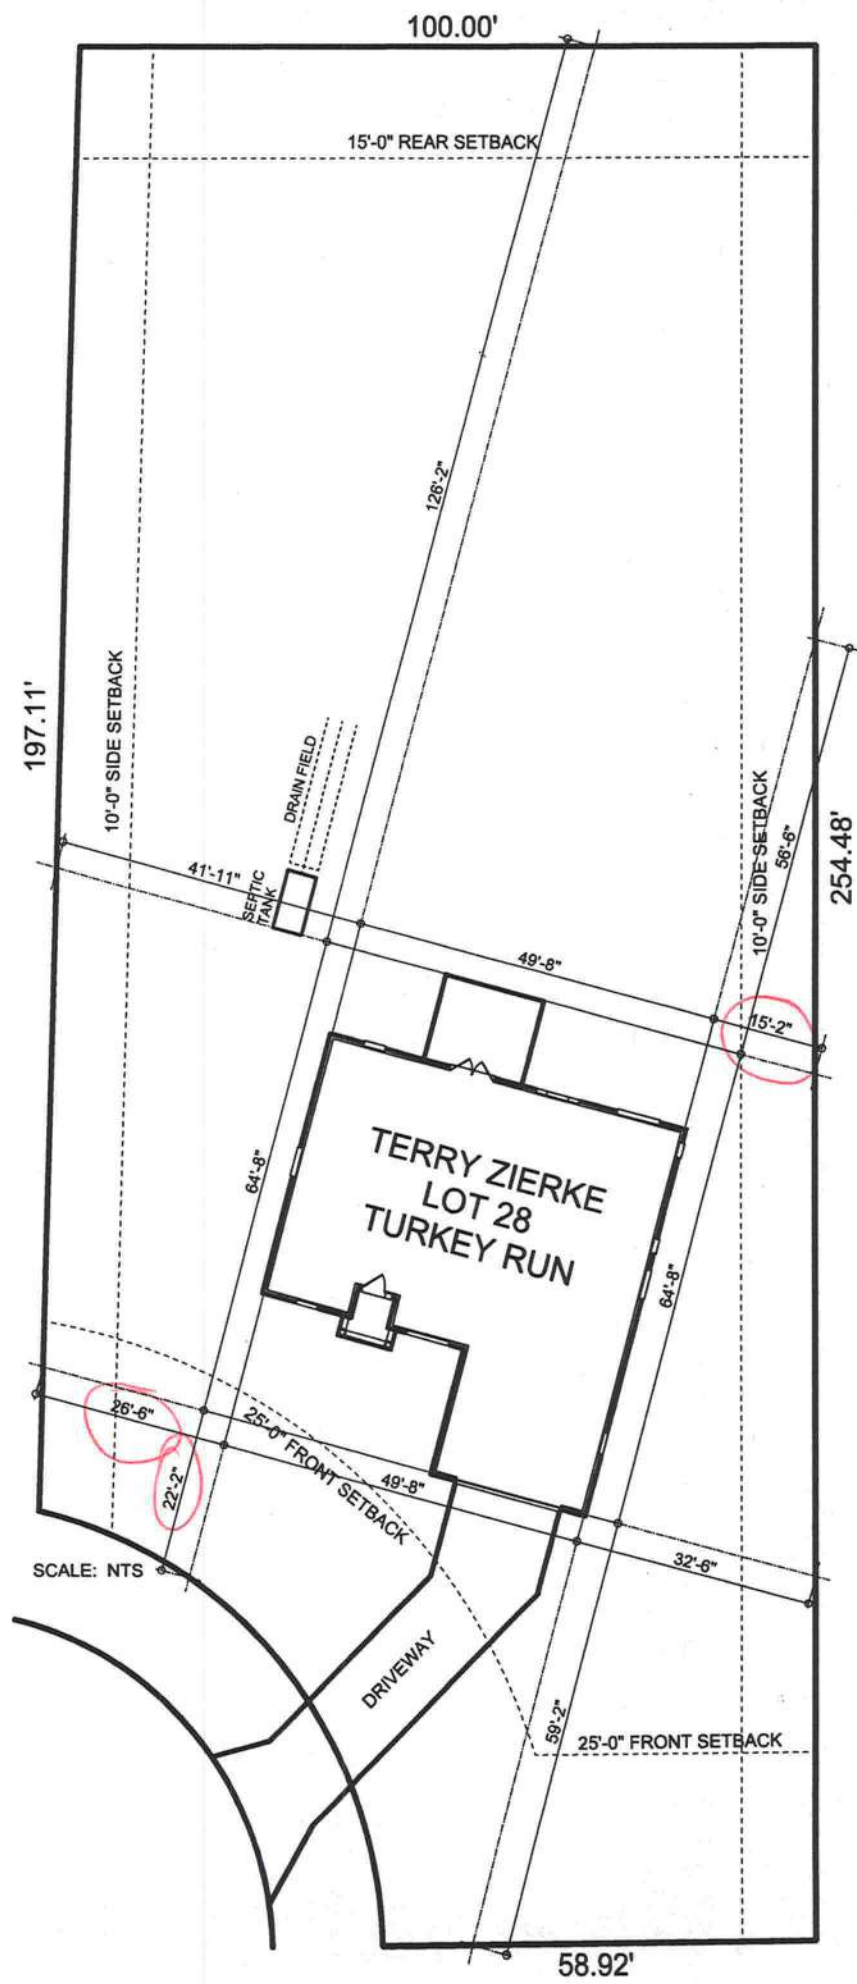 100.00'
15'-0" REAR SETBACK
126'-2"
197.11'
10'-0" SIDE SETBACK
DRAIN FIELD
10'-0" SIDE SETBACK
56'-6"
254.48'
41'-11"
SEPTIC
TANK
49'-8"
15'-2"
64'-8"
TERRY ZIERKE
LOT 28
TURKEY RUN
64'-8"
26'-6"
25'-0" FRONT SETBACK
22'-2"
49'-8"
32'-6"
SCALE: NTS
DRIVEWAY
59'-2"
25'-0" FRONT SETBACK
58.92'